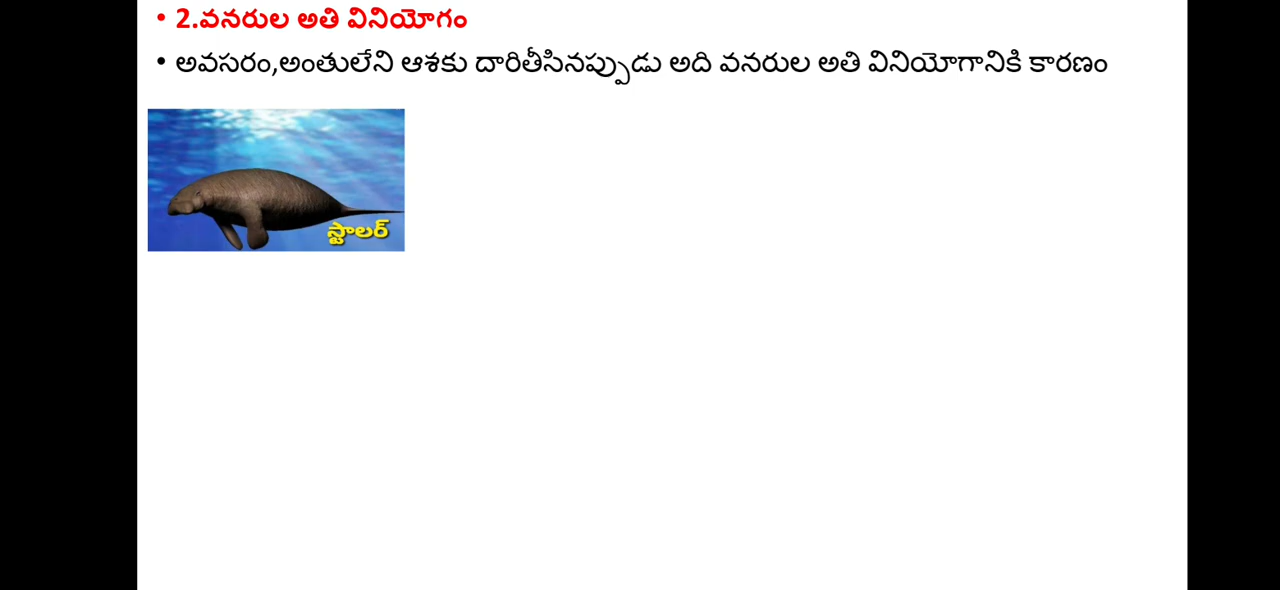 • 2.వనరుల అతి వినియోగం
• అవసరం,అంతులేని ఆశకు దారితీసినప్పుడు అది వనరుల అతి వినియోగానికి కారణం
స్టాలర్